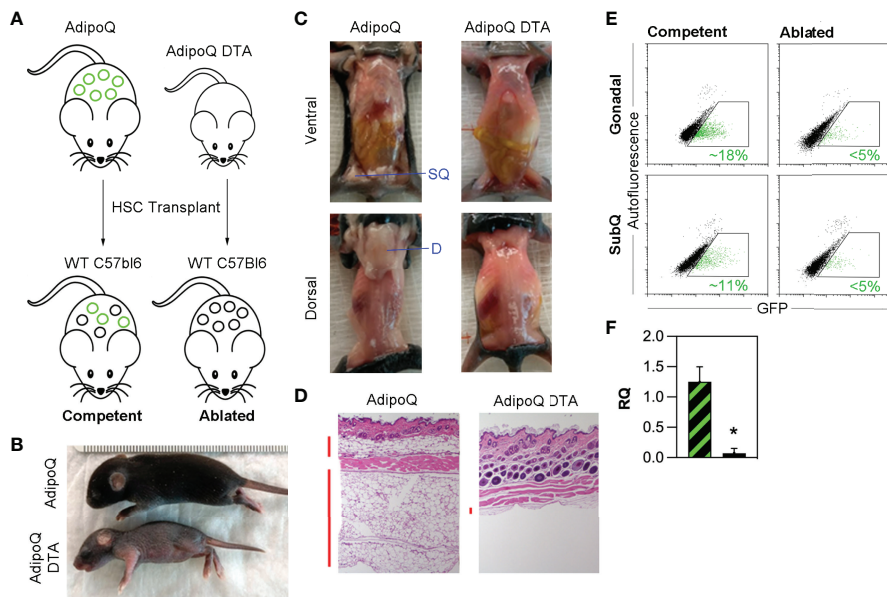 A
AdipoQ
AdipoQ DTA
HSC Transplant
WT C57bl6
WT C57Bl6
Competent
Ablated
B
AdipoQ
AdipoQ
DTA
C
AdipoQ
AdipoQ DTA
Ventral
SQ
Dorsal
D
D
AdipoQ
AdipoQ DTA
E
Competent
Ablated
Gonadal
SubQ
Autofluorescence
~18%
<5%
~11%
<5%
GFP
F
RQ
2.0
1.5
1.0
0.5
0.0
*